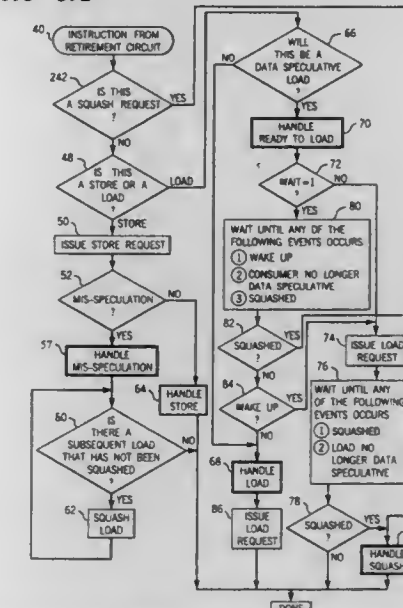 40
INSTRUCTION FROM
RETIREMENT CIRCUIT
242
IS THIS
A SQUASH REQUEST
?
YES
NO
48
IS THIS
A STORE OR A
LOAD
?
LOAD
STORE
50
ISSUE STORE REQUEST
52
MIS-SPECULATION
?
NO
YES
57
HANDLE
MIS-SPECULATION
64
HANDLE
STORE
60
IS
THERE A
SUBSEQUENT LOAD
THAT HAS NOT BEEN
SQUASHED
?
NO
YES
62
SQUASH
LOAD
66
WILL
THIS BE A
DATA SPECULATIVE
LOAD
?
NO
YES
HANDLE
READY TO LOAD
70
72
WAIT=1
?
NO
YES
80
WAIT UNTIL ANY OF THE
FOLLOWING EVENTS OCCURS
1 WAKE UP
2 CONSUMER NO LONGER
DATA SPECULATIVE
3 SQUASHED
82
SQUASHED
?
YES
NO
84
WAKE UP
?
YES
NO
68
HANDLE
LOAD
86
ISSUE
LOAD
REQUEST
74
ISSUE LOAD
REQUEST
76
WAIT UNTIL ANY
OF THE FOLLOWING
EVENTS OCCURS
1 SQUASHED
2 LOAD NO
LONGER DATA
SPECULATIVE
78
SQUASHED
?
YES
NO
HANDLE
SQUASH
DONE